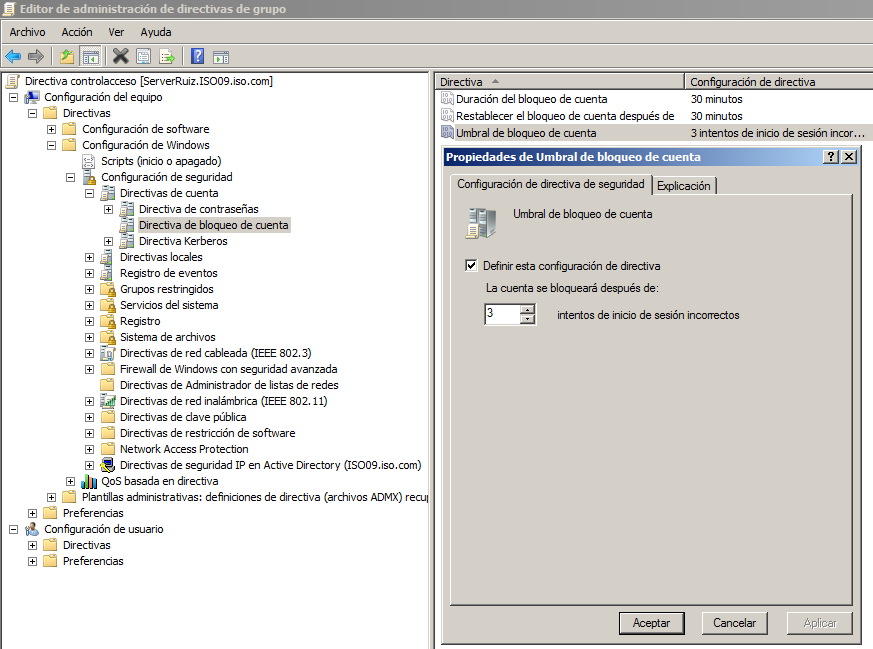 Editor de administración de directivas de grupo
Archivo Acción Ver Ayuda
Directiva controlacceso [ServerRuiz.ISO09.iso.com]
Configuración del equipo
Directivas
Configuración de software
Configuración de Windows
Scripts (inicio o apagado)
Configuración de seguridad
Directivas de cuenta
Directiva de contraseñas
Directiva de bloqueo de cuenta
Directiva Kerberos
Directivas locales
Registro de eventos
Grupos restringidos
Servicios del sistema
Registro
Sistema de archivos
Directivas de red cableada (IEEE 802.3)
Firewall de Windows con seguridad avanzada
Directivas de Administrador de listas de redes
Directivas de red inalámbrica (IEEE 802.11)
Directivas de clave pública
Directivas de restricción de software
Network Access Protection
Directivas de seguridad IP en Active Directory (ISO09.iso.com)
QoS basada en directiva
Plantillas administrativas: definiciones de directiva (archivos ADMX) recup
Preferencias
Configuración de usuario
Directivas
Preferencias
Directiva Configuración de directiva
Duración del bloqueo de cuenta 30 minutos
Restablecer el bloqueo de cuenta después de 30 minutos
Umbral de bloqueo de cuenta 3 intentos de inicio de sesión incor...
Propiedades de Umbral de bloqueo de cuenta
Configuración de directiva de seguridad Explicación
Umbral de bloqueo de cuenta
Definir esta configuración de directiva
La cuenta se bloqueará después de:
3 intentos de inicio de sesión incorrectos
Aceptar Cancelar Aplicar